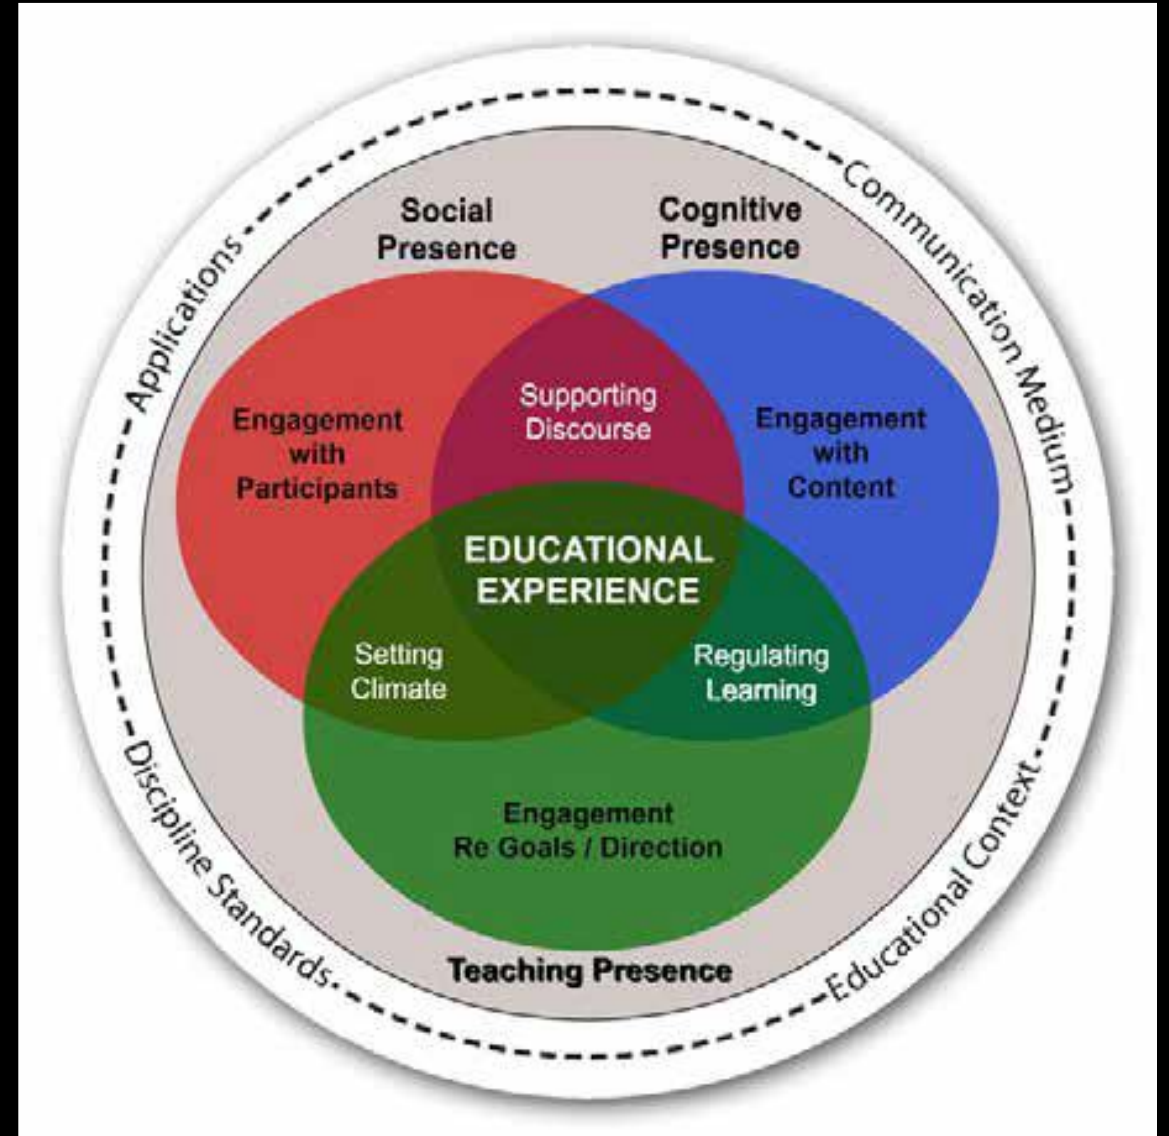 Applications
Communication Medium
Social
Presence
Cognitive
Presence
Engagement
with
Participants
Supporting
Discourse
Engagement
with
Content
EDUCATIONAL
EXPERIENCE
Setting
Climate
Regulating
Learning
Engagement
Re Goals / Direction
Teaching Presence
Discipline Standards
Educational Context